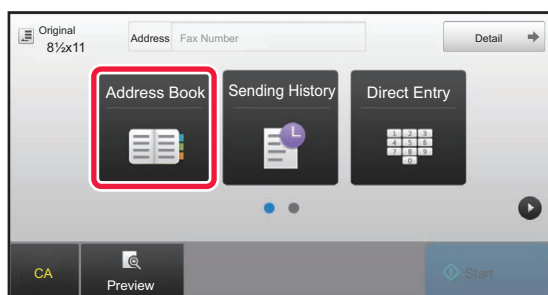 Original
8½x11
Address Fax Number
Detail
Address Book
Sending History
Direct Entry
1 2 3
4 5 6
7 8 9
0
CA
Preview
Start